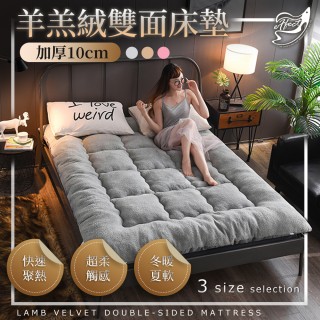 羊羔絨雙面床墊
加厚10cm
I love
weird
快速
聚熱
超柔
觸感
冬暖
夏軟
3 size selection
LAMB VELVET DOUBLE-SIDED MATTRESS